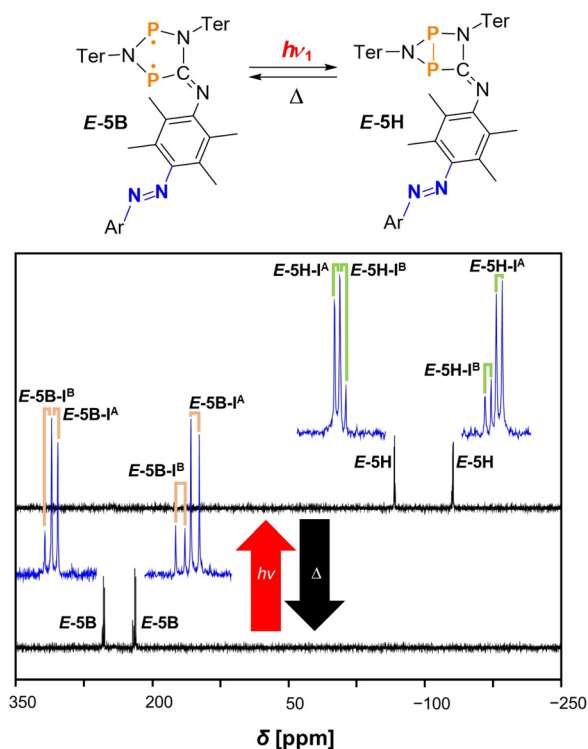 Ter P N Ter
N
P C
N
E-5B
N=N
Ar
hν₁
Δ
Ter P N Ter
N
P C
N
E-5H
N=N
Ar
E-5H-Iᴬ E-5H-Iᴮ E-5H-Iᴬ
E-5H-Iᴮ
E-5B-Iᴮ E-5B-Iᴬ
E-5B-Iᴬ
E-5B-Iᴮ
E-5H E-5H
hν Δ
E-5B E-5B
350 200 50 −100 −250
δ [ppm]